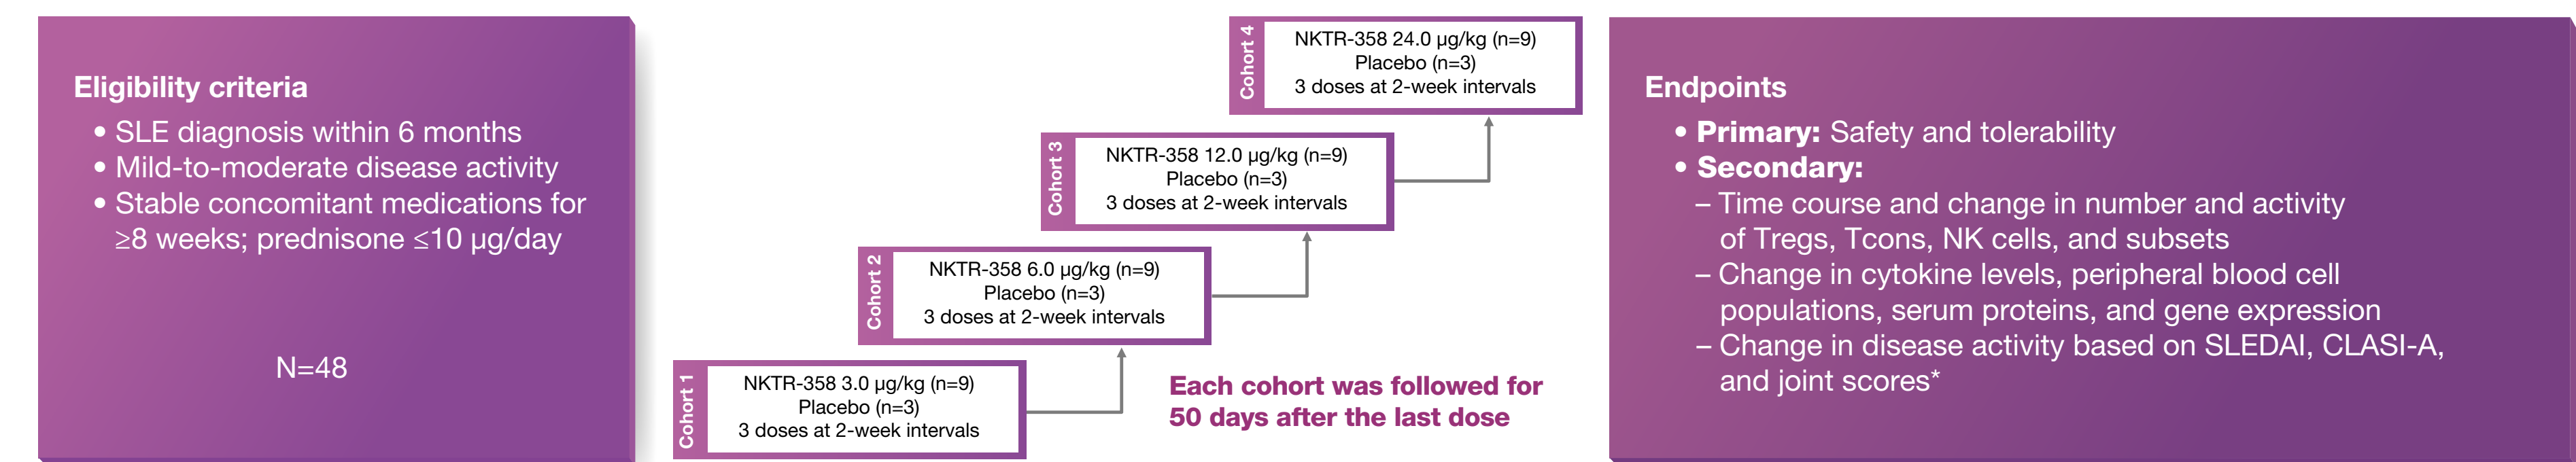 Eligibility criteria
• SLE diagnosis within 6 months
• Mild-to-moderate disease activity
• Stable concomitant medications for
≥8 weeks; prednisone ≤10 µg/day
N=48
Cohort 1
NKTR-358 3.0 µg/kg (n=9)
Placebo (n=3)
3 doses at 2-week intervals
Cohort 2
NKTR-358 6.0 µg/kg (n=9)
Placebo (n=3)
3 doses at 2-week intervals
Cohort 3
NKTR-358 12.0 µg/kg (n=9)
Placebo (n=3)
3 doses at 2-week intervals
Cohort 4
NKTR-358 24.0 µg/kg (n=9)
Placebo (n=3)
3 doses at 2-week intervals
Each cohort was followed for
50 days after the last dose
Endpoints
• Primary: Safety and tolerability
• Secondary:
– Time course and change in number and activity
of Tregs, Tcons, NK cells, and subsets
– Change in cytokine levels, peripheral blood cell
populations, serum proteins, and gene expression
– Change in disease activity based on SLEDAI, CLASI-A,
and joint scores*